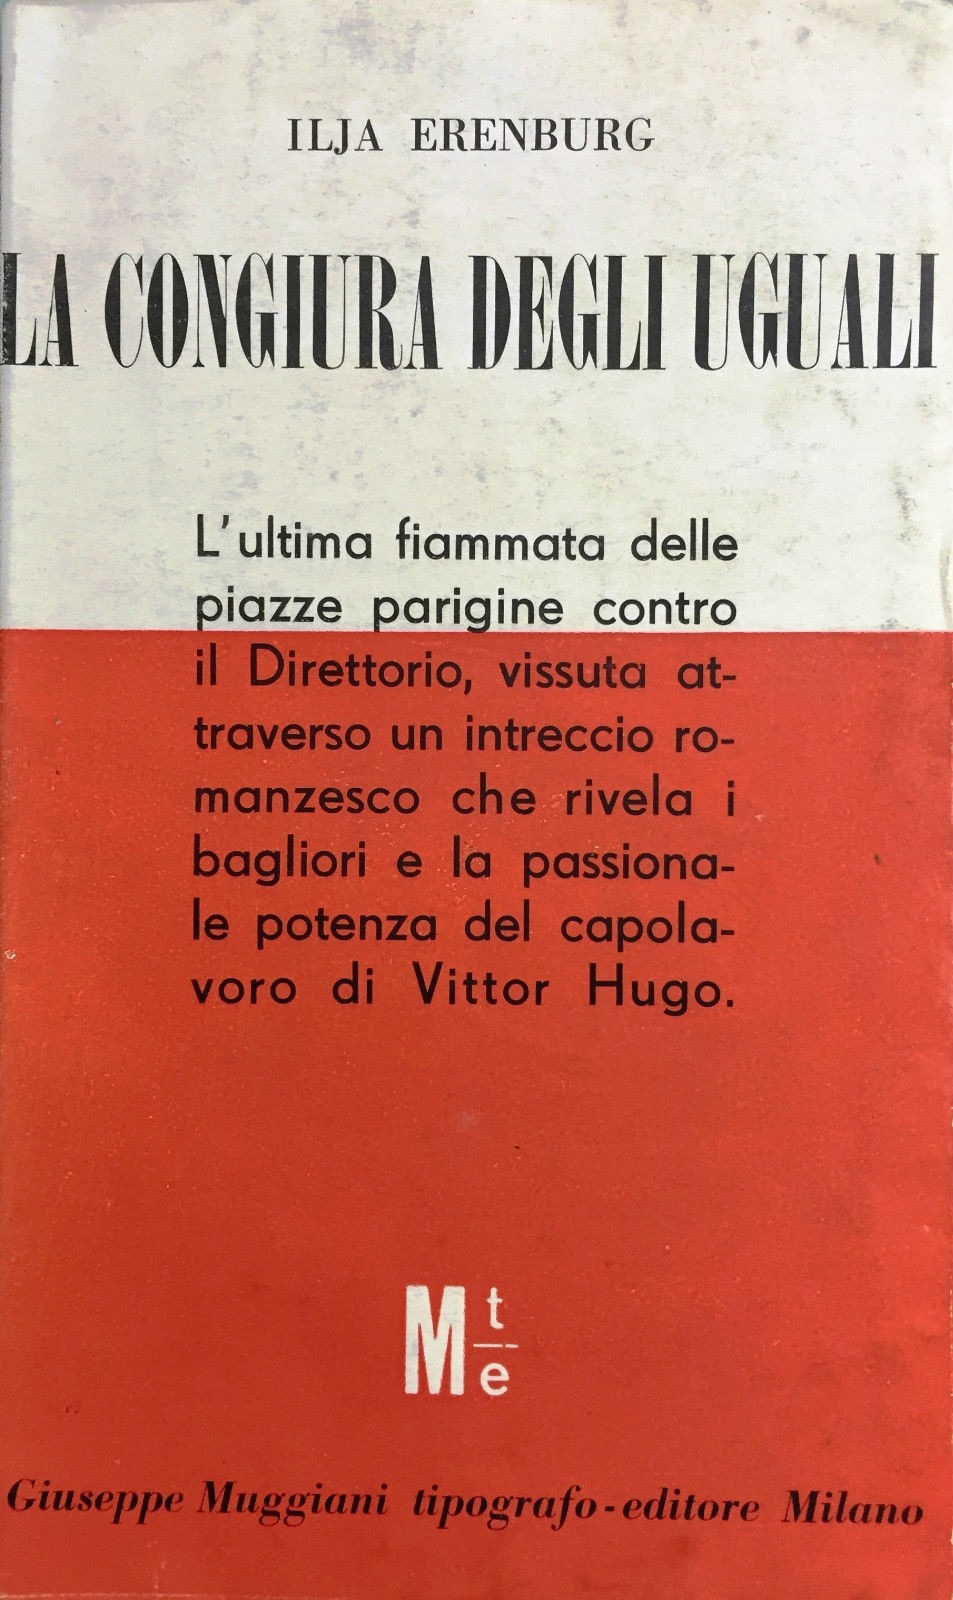 ILJA ERENBURG
LA CONGIURA DEGLI UGUALI
L'ultima fiammata delle
piazze parigine contro
il Direttorio, vissuta at-
traverso un intreccio ro-
manzesco che rivela i
bagliori e la passiona-
le potenza del capola-
voro di Vittor Hugo.
M t
e
Giuseppe Muggiani tipografo-editore Milano